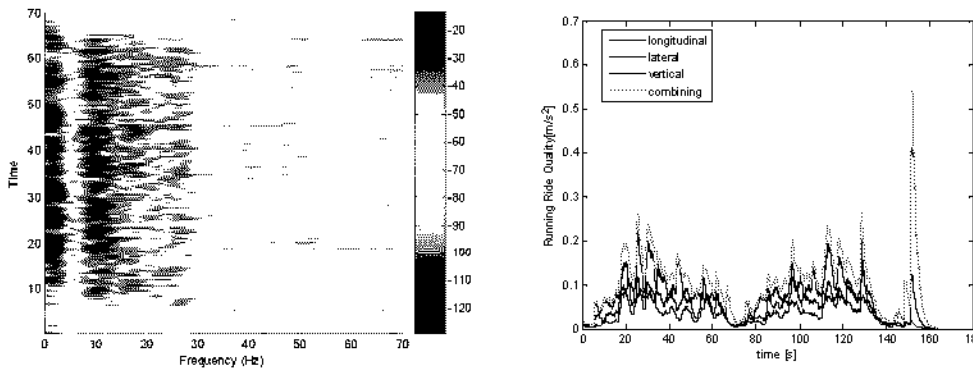 70
60
50
40
30
20
10
Time
0 10 20 30 40 50 60 70
Frequency (Hz)
-20
-30
-40
-50
-60
-70
-80
-90
-100
-110
-120
0.7
0.6
0.5
0.4
0.3
0.2
0.1
0
Running Ride Quality[m/s²]
longitudinal
lateral
vertical
combining
0 20 40 60 80 100 120 140 160 18
time [s]